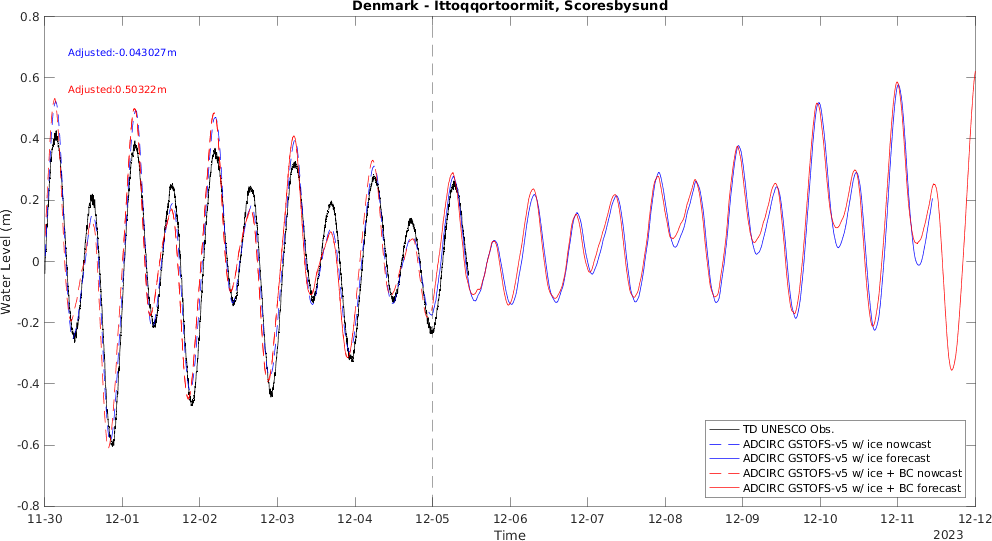 Denmark - Ittoqqortoormiit, Scoresbysund
Adjusted:-0.043027m
Adjusted:0.50322m
Water Level (m)
0.8
0.6
0.4
0.2
0
-0.2
-0.4
-0.6
-0.8
TD UNESCO Obs.
ADCIRC GSTOFS-v5 w/ ice nowcast
ADCIRC GSTOFS-v5 w/ ice forecast
ADCIRC GSTOFS-v5 w/ ice + BC nowcast
ADCIRC GSTOFS-v5 w/ ice + BC forecast
11-30 12-01 12-02 12-03 12-04 12-05 12-06 12-07 12-08 12-09 12-10 12-11 12-12
Time
2023